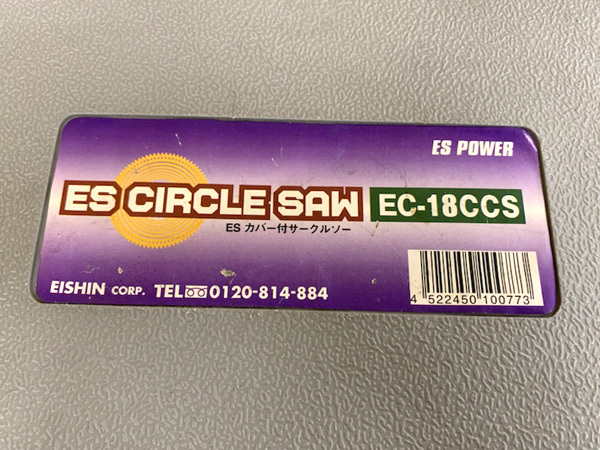 ES POWER
ES CIRCLE SAW EC-18CCS
ES カバー付サークルソー
EISHIN CORP. TEL 0120-814-884
4 522450 100773